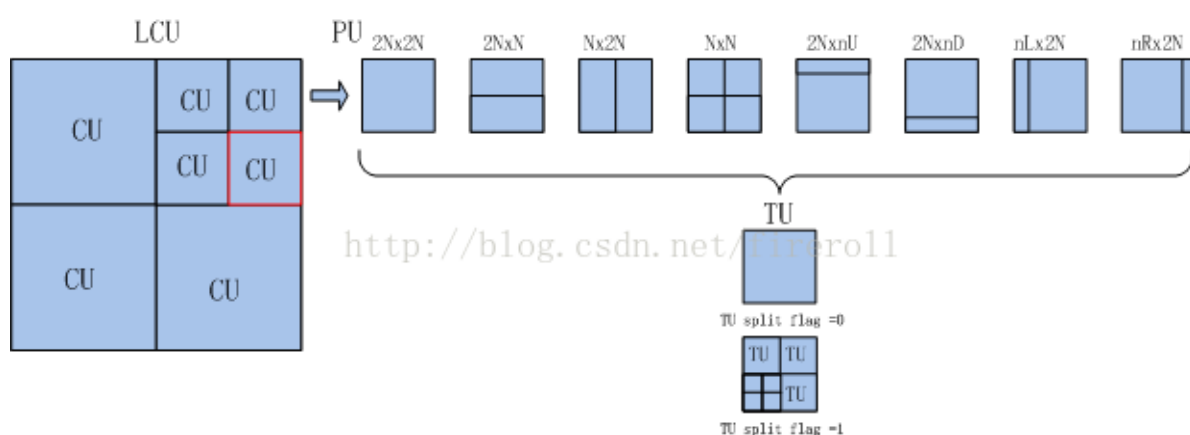 LCU
CU
CU
CU
CU
CU
CU
CU
PU
2Nx2N
2NxN
Nx2N
NxN
2NxnU
2NxnD
nLx2N
nRx2N
TU
http://blog.csdn.net/fireroll
TU split flag =0
TU TU
TU
TU split flag =1